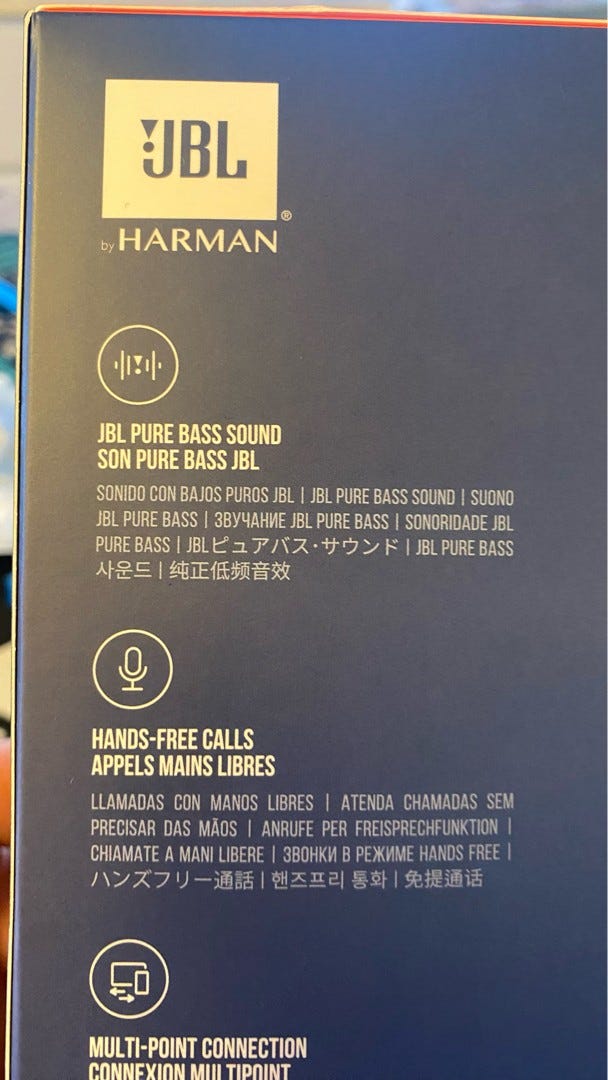 JBL
®
by HARMAN
JBL PURE BASS SOUND
SON PURE BASS JBL
SONIDO CON BAJOS PUROS JBL | JBL PURE BASS SOUND | SUONO
JBL PURE BASS | ЗВУЧАНИЕ JBL PURE BASS | SONORIDADE JBL
PURE BASS | JBLピュアバス・サウンド | JBL PURE BASS
사운드 | 纯正低频音效
HANDS-FREE CALLS
APPELS MAINS LIBRES
LLAMADAS CON MANOS LIBRES | ATENDA CHAMADAS SEM
PRECISAR DAS MÃOS | ANRUFE PER FREISPRECHFUNKTION |
CHIAMATE A MANI LIBERE | ЗВОНКИ В РЕЖИМЕ HANDS FREE |
ハンズフリー通話 | 핸즈프리 통화 | 免提通话
MULTI-POINT CONNECTION
CONNEXION MULTIPOINT